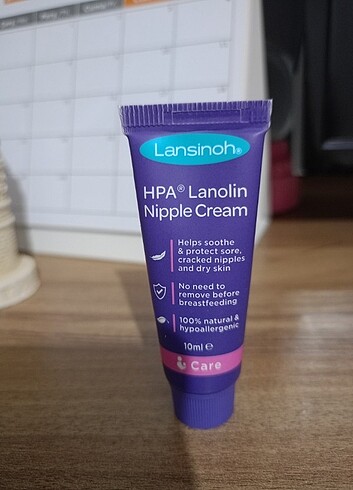 Lansinoh®
HPA® Lanolin
Nipple Cream
Helps soothe
& protect sore,
cracked nipples
and dry skin
No need to
remove before
breastfeeding
100% natural &
hypoallergenic
10ml ℮
Care